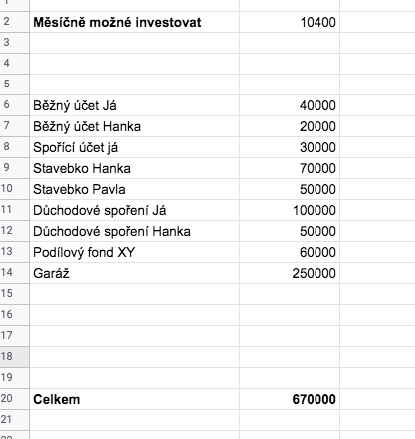 2 Měsíčně možné investovat 10400
3
4
5
6 Běžný účet Já 40000
7 Běžný účet Hanka 20000
8 Spořící účet já 30000
9 Stavebko Hanka 70000
10 Stavebko Pavla 50000
11 Důchodové spoření Já 100000
12 Důchodové spoření Hanka 50000
13 Podílový fond XY 60000
14 Garáž 250000
15
16
17
18
19
20 Celkem 670000
21